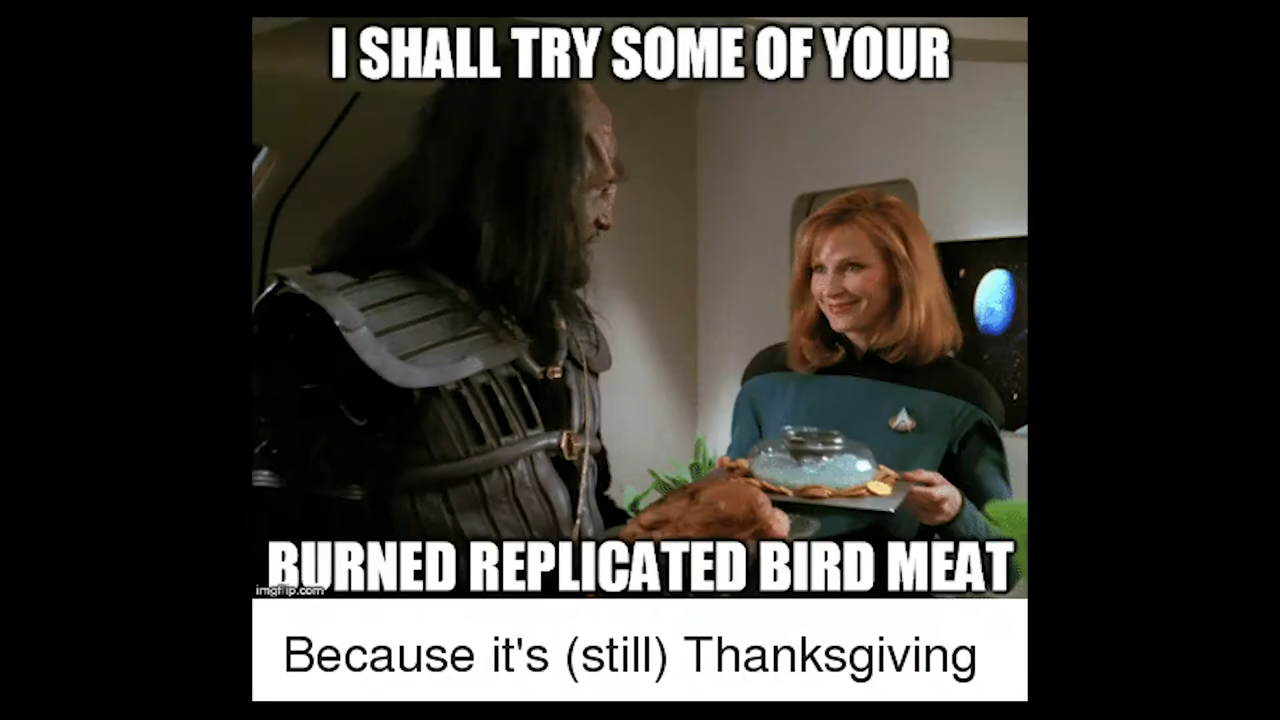 I SHALL TRY SOME OF YOUR
BURNED REPLICATED BIRD MEAT
imgflip.com
Because it's (still) Thanksgiving